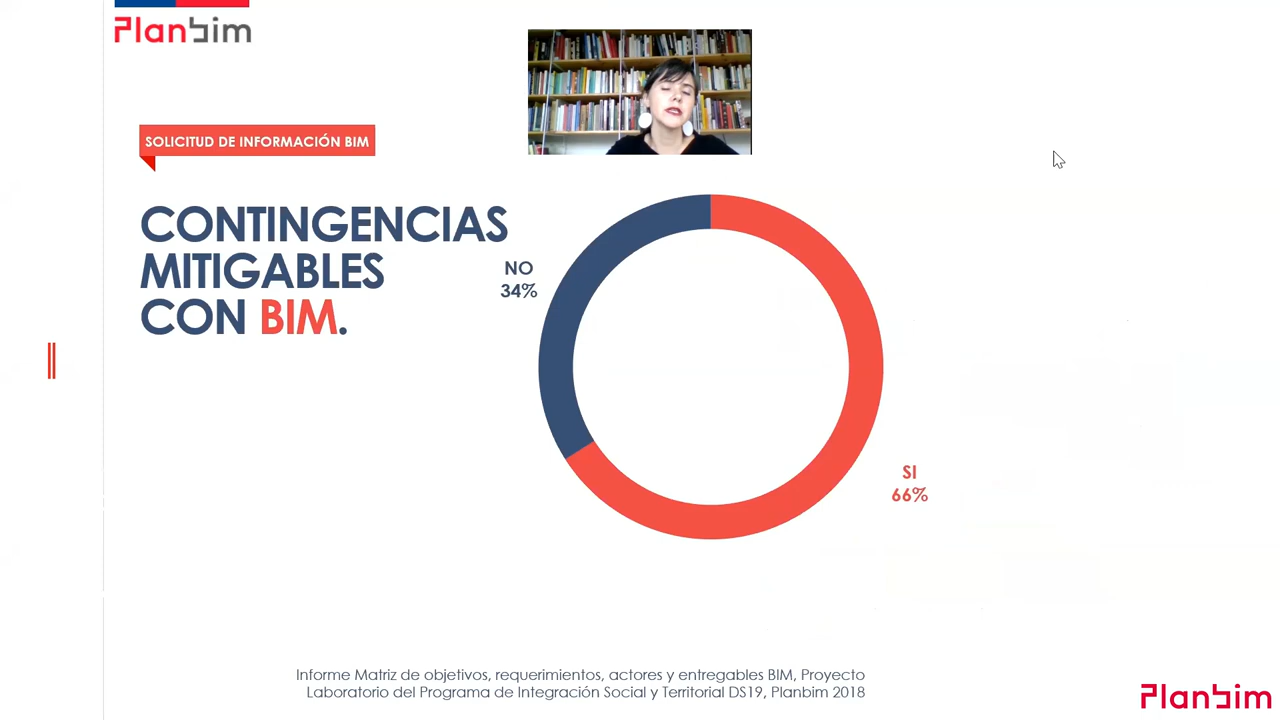 Planbim
SOLICITUD DE INFORMACIÓN BIM
CONTINGENCIAS
MITIGABLES
CON BIM.
NO
34%
SI
66%
Informe Matriz de objetivos, requerimientos, actores y entregables BIM, Proyecto
Laboratorio del Programa de Integración Social y Territorial DS19, Planbim 2018
Planbim